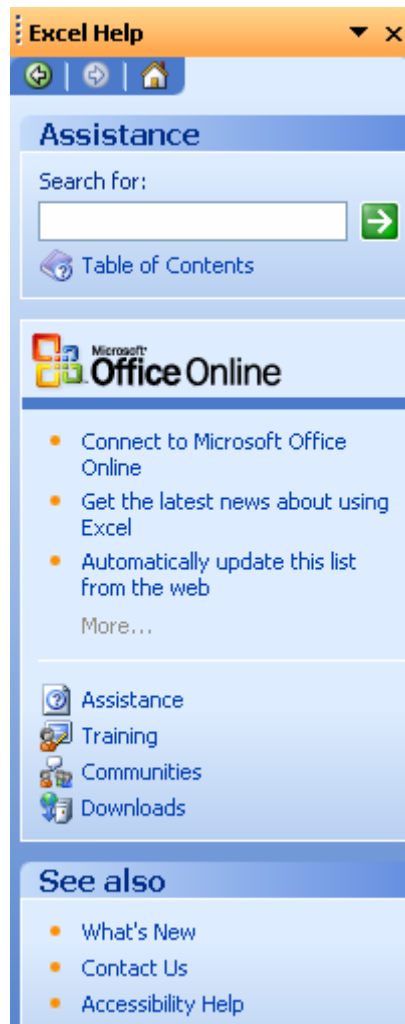 Excel Help
Assistance
Search for:
Table of Contents
Microsoft
Office Online
Connect to Microsoft Office
Online
Get the latest news about using
Excel
Automatically update this list
from the web
More...
Assistance
Training
Communities
Downloads
See also
What's New
Contact Us
Accessibility Help